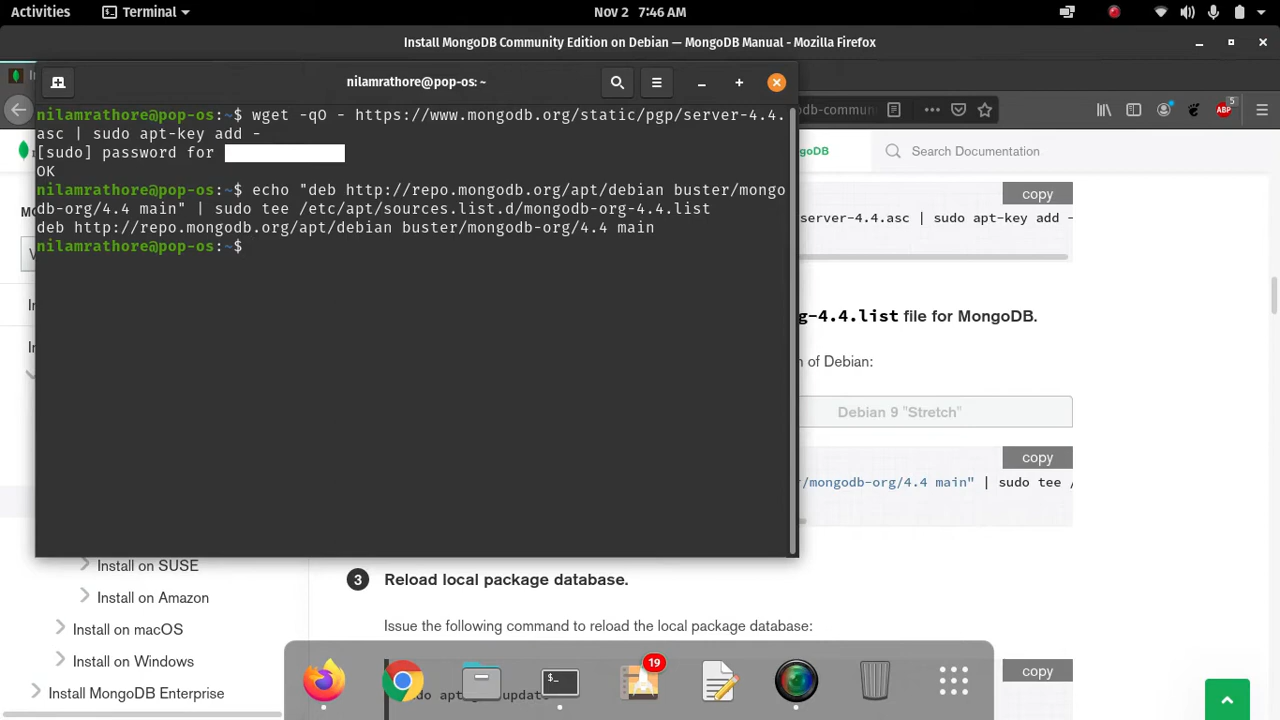 Activities
Terminal
Nov 2 7:46 AM
Install MongoDB Community Edition on Debian — MongoDB Manual - Mozilla Firefox
nilamrathore@pop-os: ~
nilamrathore@pop-os:~$ wget -qO - https://www.mongodb.org/static/pgp/server-4.4.
asc | sudo apt-key add -
[sudo] password for
OK
nilamrathore@pop-os:~$ echo "deb http://repo.mongodb.org/apt/debian buster/mongo
db-org/4.4 main" | sudo tee /etc/apt/sources.list.d/mongodb-org-4.4.list
deb http://repo.mongodb.org/apt/debian buster/mongodb-org/4.4 main
nilamrathore@pop-os:~$
odb-commun
ABP
5
goDB
Search Documentation
copy
server-4.4.asc | sudo apt-key add -
g-4.4.list file for MongoDB.
n of Debian:
Debian 9 "Stretch"
copy
r/mongodb-org/4.4 main" | sudo tee /
Install on SUSE
Install on Amazon
Install on macOS
Install on Windows
Install MongoDB Enterprise
3
Reload local package database.
Issue the following command to reload the local package database:
copy
$_
19